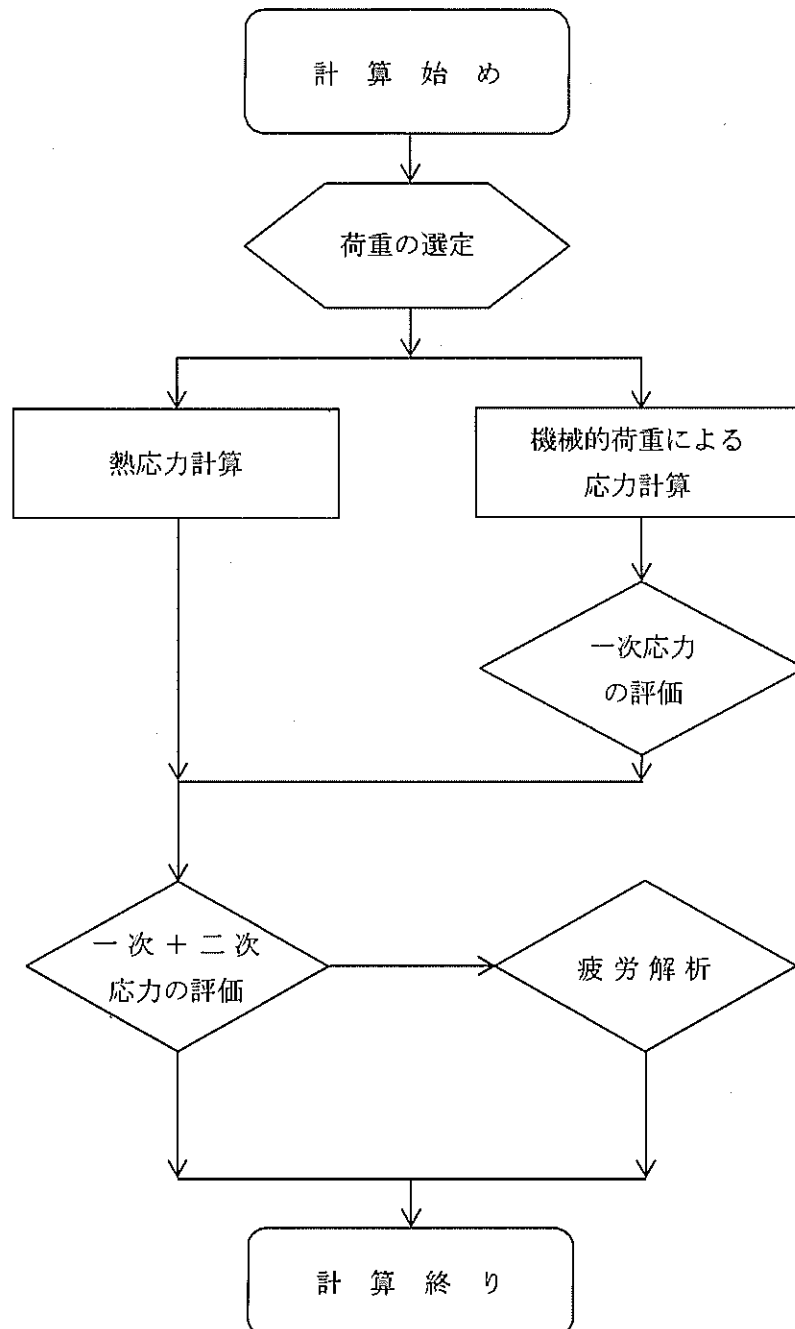 計算始め
荷重の選定
熱応力計算
機械的荷重による
応力計算
一次応力
の評価
一次+二次
応力の評価
疲労解析
計算終り